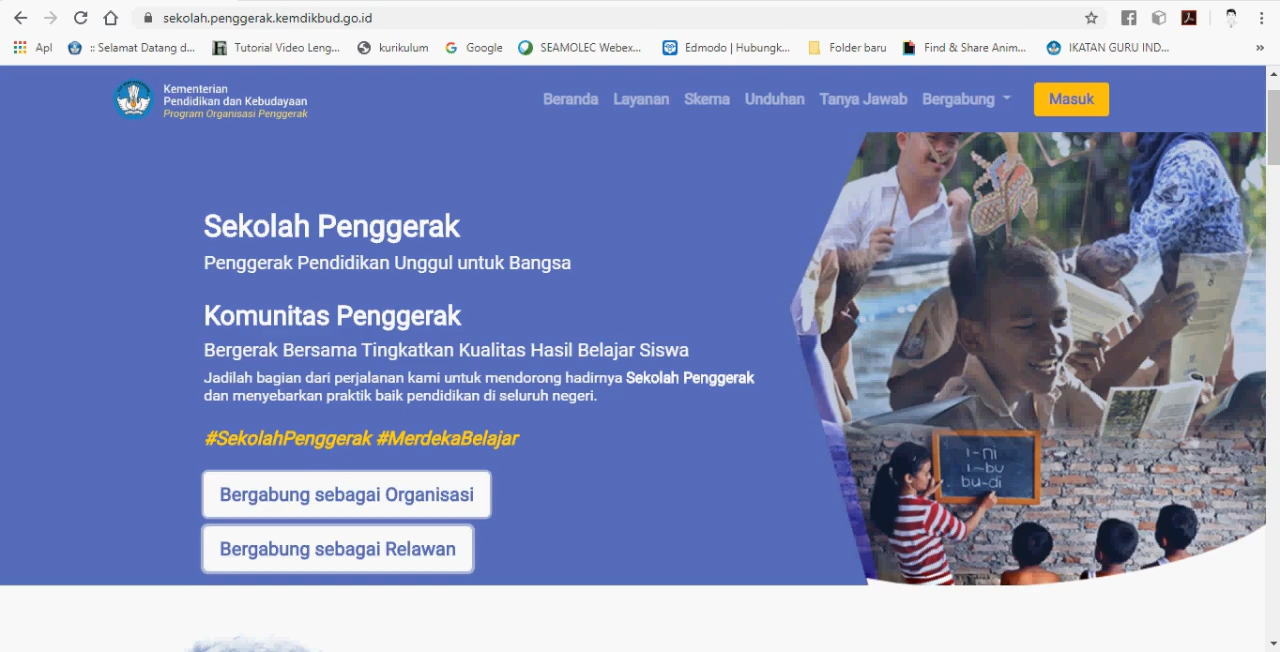 sekolah.penggerak.kemdikbud.go.id
Apl
:: Selamat Datang d...
Tutorial Video Leng...
kurikulum
Google
SEAMOLEC Webex...
Edmodo | Hubungk...
Folder baru
Find & Share Anim...
IKATAN GURU IND...
»
Kementerian
Pendidikan dan Kebudayaan
Program Organisasi Penggerak
Beranda
Layanan
Skema
Unduhan
Tanya Jawab
Bergabung
Masuk
Sekolah Penggerak
Penggerak Pendidikan Unggul untuk Bangsa
Komunitas Penggerak
Bergerak Bersama Tingkatkan Kualitas Hasil Belajar Siswa
Jadilah bagian dari perjalanan kami untuk mendorong hadirnya Sekolah Penggerak
dan menyebarkan praktik baik pendidikan di seluruh negeri.
#SekolahPenggerak #MerdekaBelajar
Bergabung sebagai Organisasi
Bergabung sebagai Relawan
i-ni
i-bu
bu-di